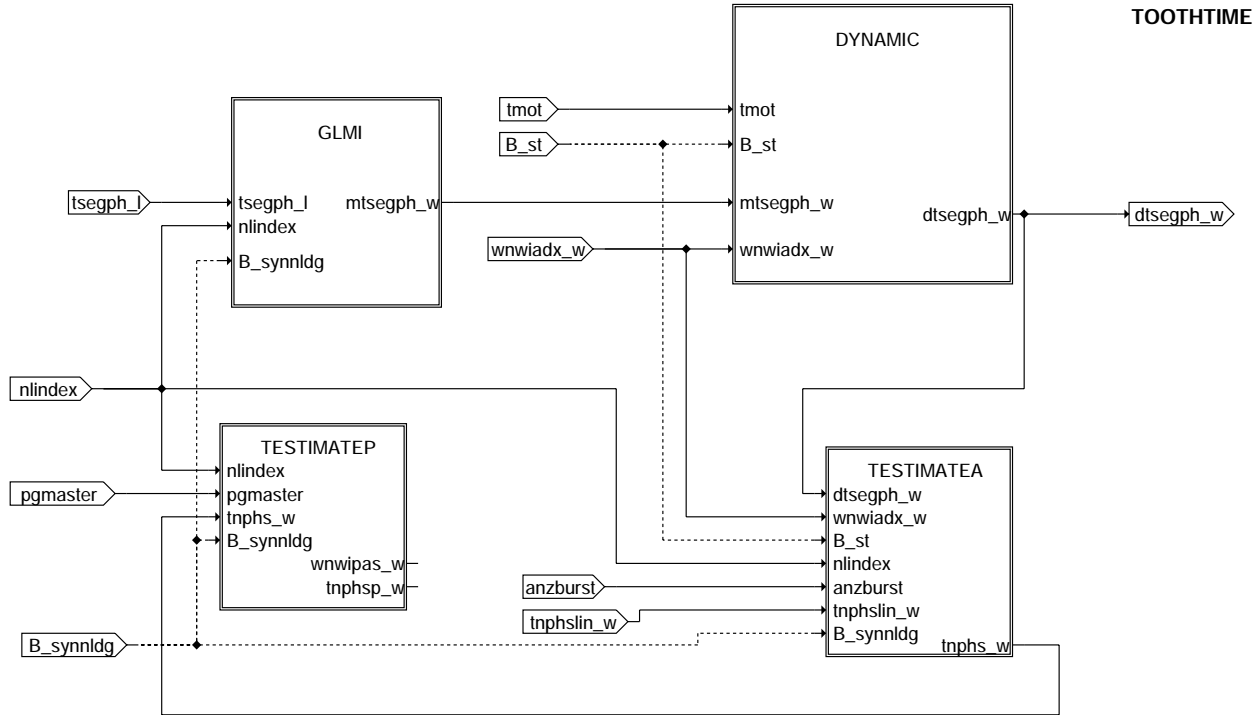 TOOTHTIME
DYNAMIC
tmot
tmot
B_st
B_st
mtsegph_w
wnwiadx_w
wnwiadx_w
dtsegph_w
dtsegph_w
GLMI
tsegph_l
tsegph_l
mtsegph_w
nlindex
B_synnldg
nlindex
TESTIMATEP
nlindex
pgmaster
pgmaster
tnphs_w
B_synnldg
wnwipas_w
tnphsp_w
B_synnldg
TESTIMATEA
dtsegph_w
wnwiadx_w
B_st
nlindex
anzburst
anzburst
tnphslin_w
tnphslin_w
B_synnldg
tnphs_w